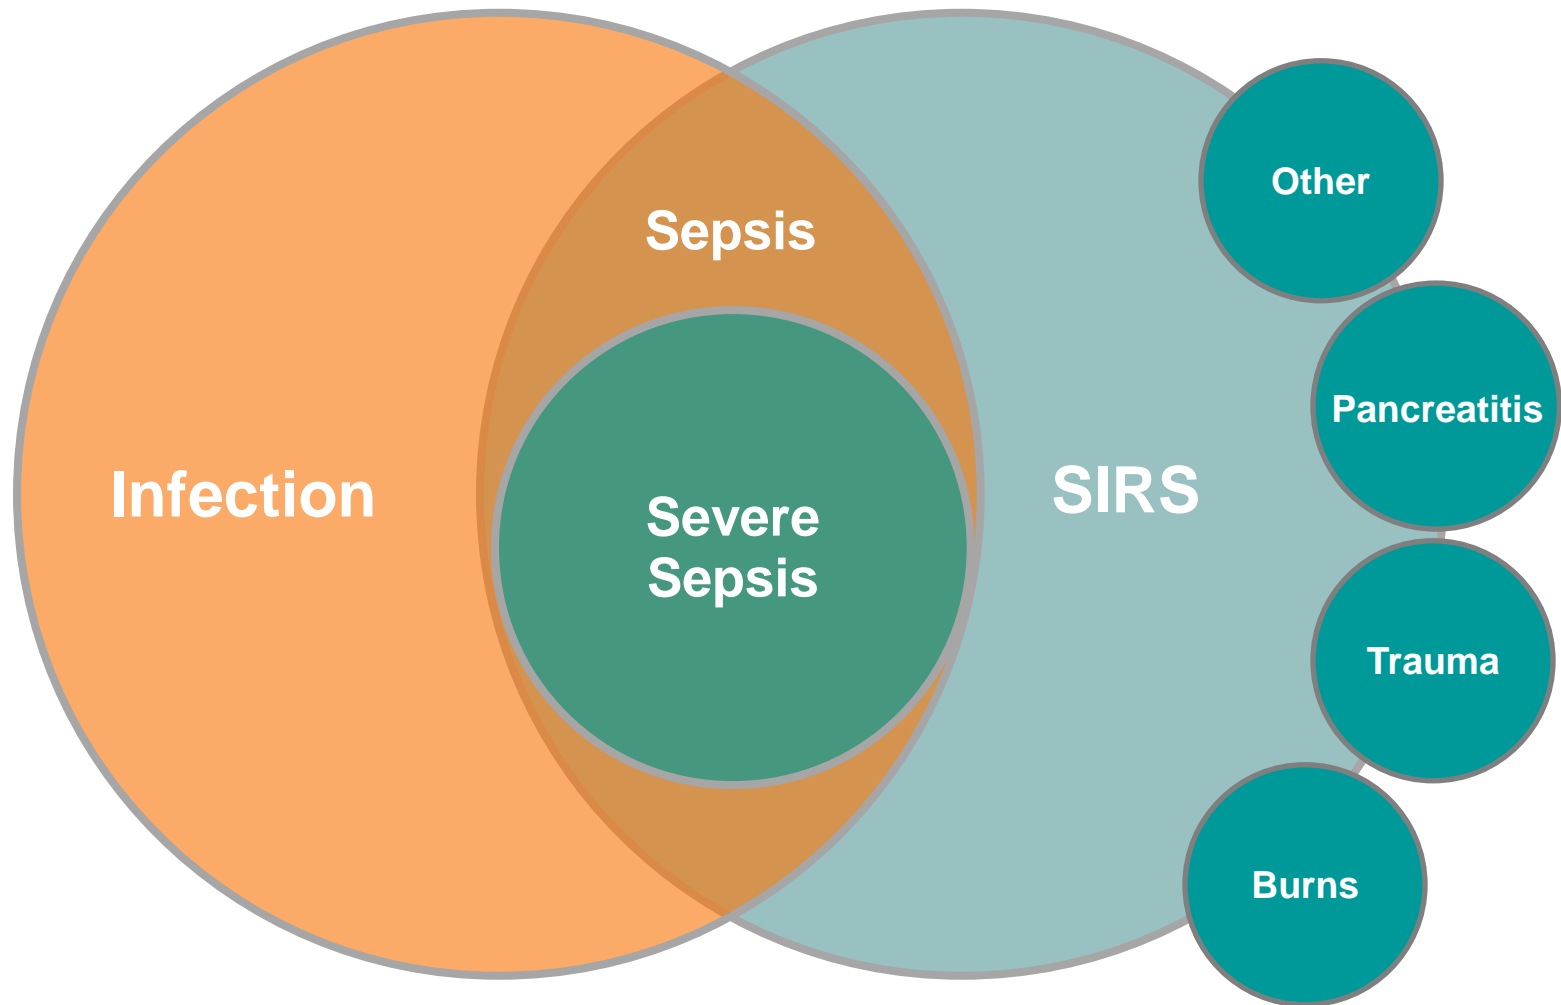 Other
Sepsis
Pancreatitis
Infection
SIRS
Severe
Sepsis
Trauma
Burns